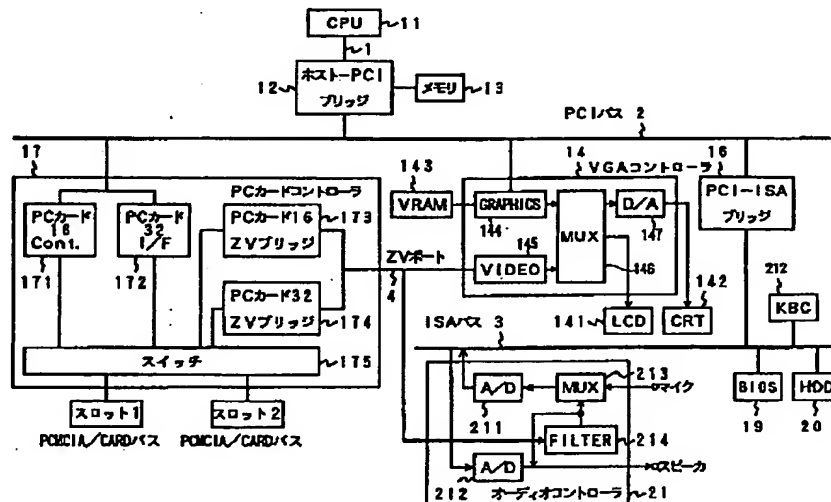 CPU
11
1
12
ホスト-PCI
ブリッジ
メモリ
13
PCIバス 2
17
PCカードコントローラ
PCカード
16
Cont.
171
PCカード
32
I/F
172
PCカード16
ZVブリッジ
173
PCカード32
ZVブリッジ
174
スイッチ
175
スロット1
PCMCIA/CARDバス
スロット2
PCMCIA/CARDバス
ZVポート
4
143
VRAM
14
VGAコントローラ
GRAPHICS
144
145
VIDEO
MUX
146
D/A
147
141
LCD
142
CRT
16
PCI-ISA
ブリッジ
212
KBC
ISAバス 3
BIOS
19
HDD
20
A/D
211
MUX
213
マイク
FILTER
214
A/D
212
スピーカ
オーディオコントローラ
21